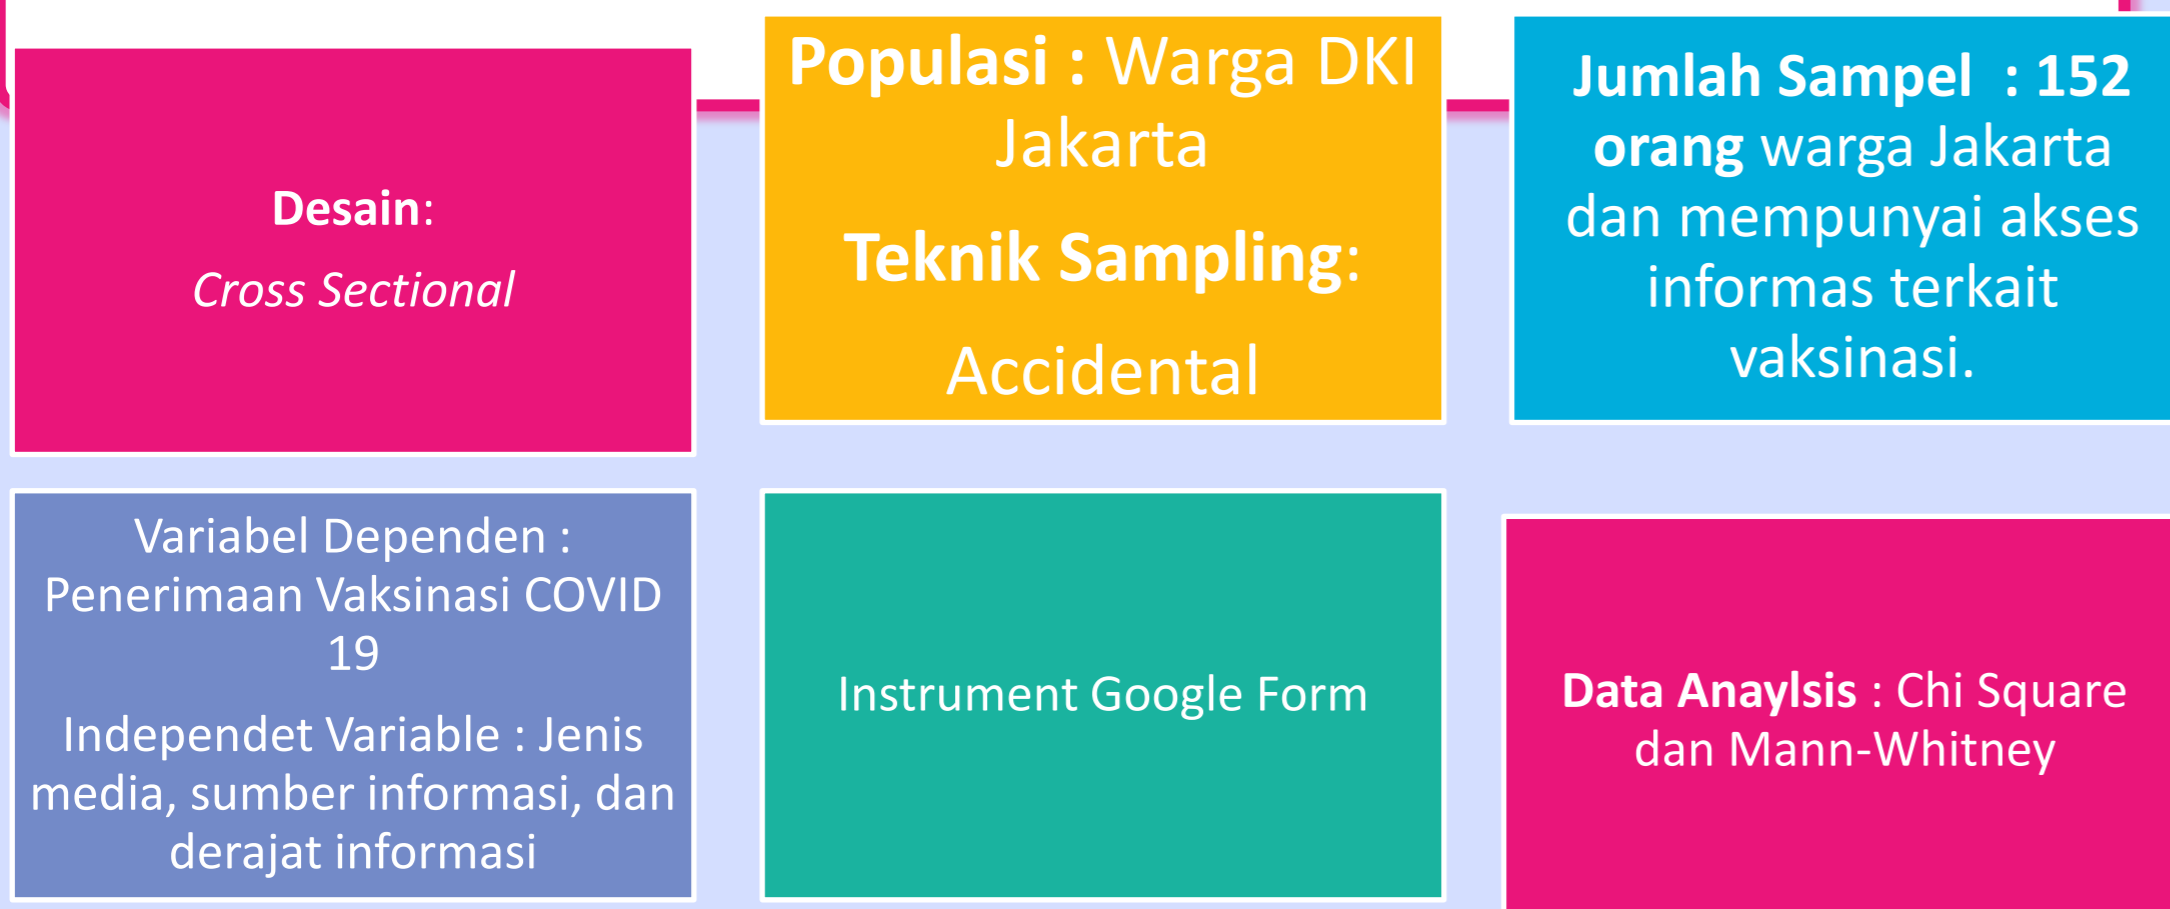 Desain:
Cross Sectional
Populasi : Warga DKI
Jakarta
Teknik Sampling:
Accidental
Jumlah Sampel : 152
orang warga Jakarta
dan mempunyai akses
informas terkait
vaksinasi.
Variabel Dependen :
Penerimaan Vaksinasi COVID
19
Independet Variable : Jenis
media, sumber informasi, dan
derajat informasi
Instrument Google Form
Data Anaylsis : Chi Square
dan Mann-Whitney